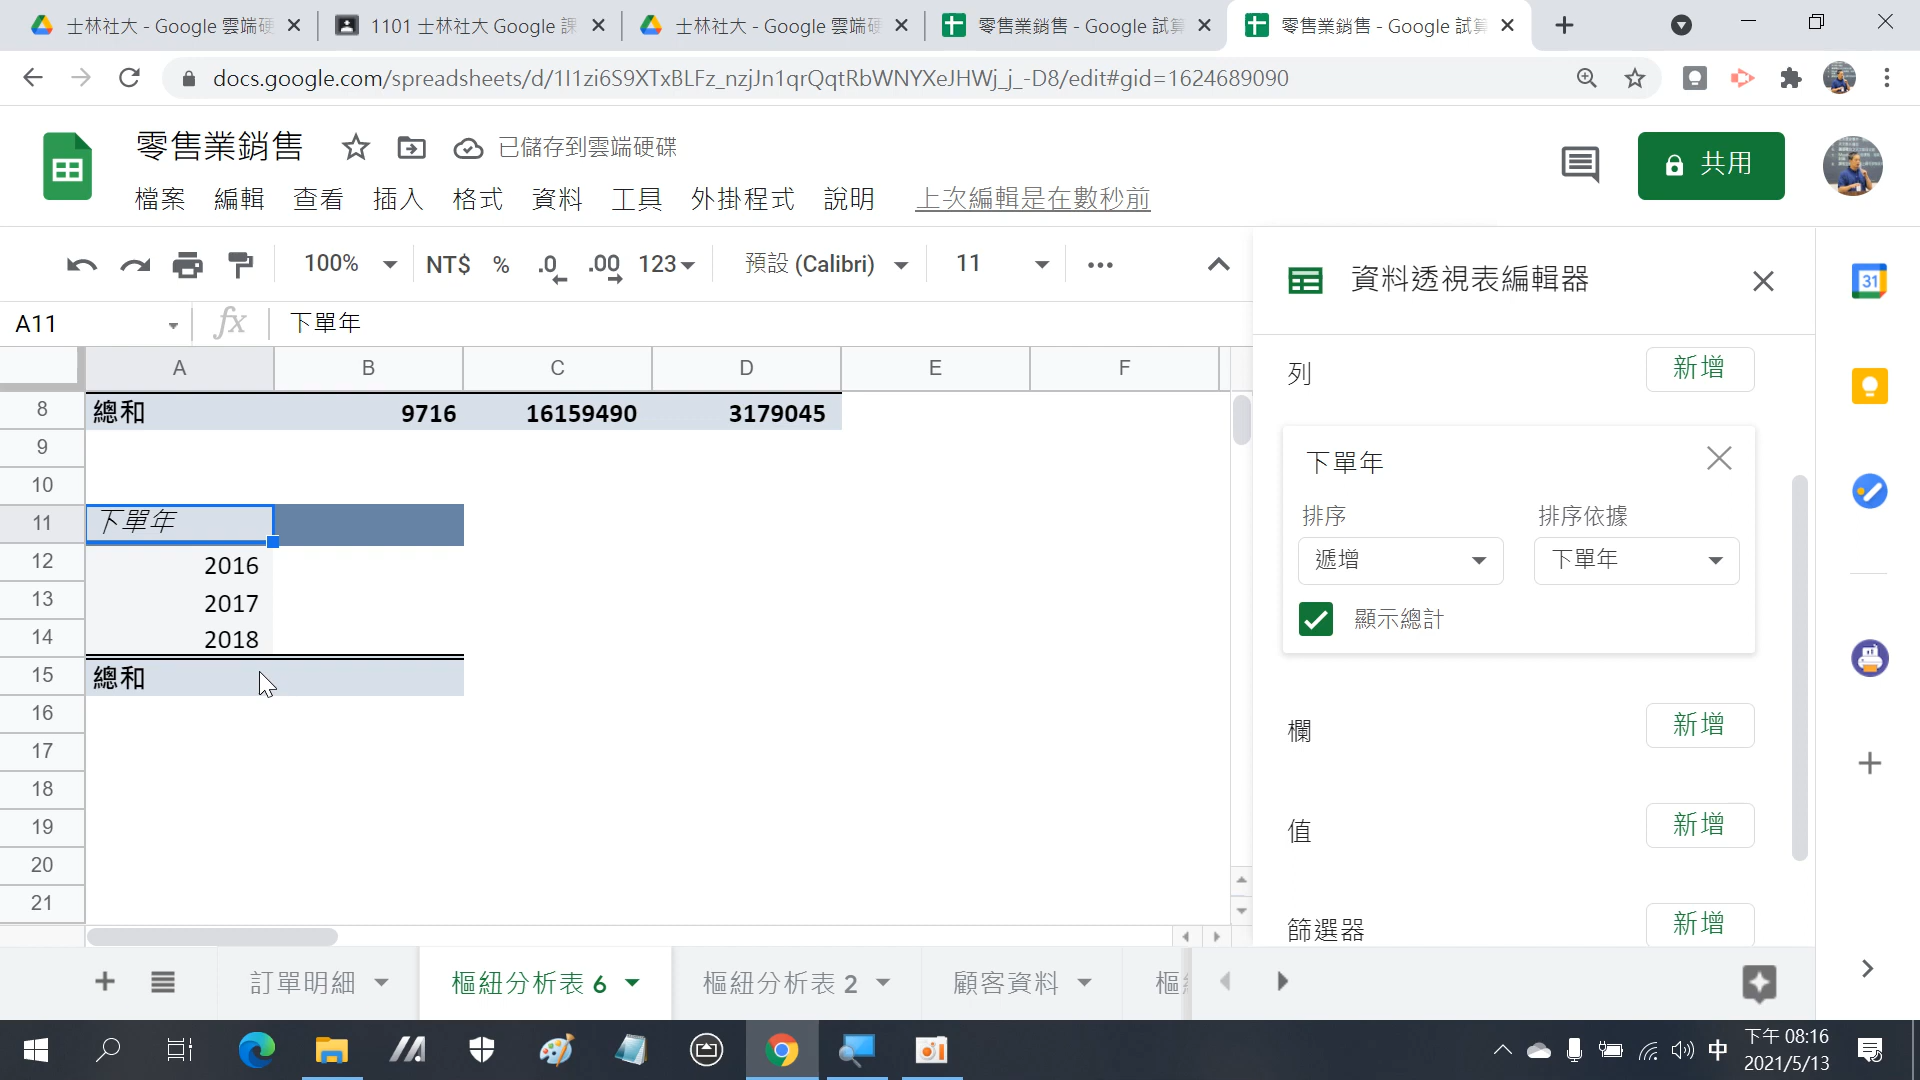 士林社大 - Google 雲端硬
1101 士林社大 Google 課
士林社大 - Google 雲端硬
零售業銷售 - Google 試算
零售業銷售 - Google 試算
docs.google.com/spreadsheets/d/1I1zi6S9XTxBLFz_nzjJn1qrQqtRbWNYXeJHWj_j_-D8/edit#gid=1624689090
零售業銷售
已儲存到雲端硬碟
共用
檔案 編輯 查看 插入 格式 資料 工具 外掛程式 說明 上次編輯是在數秒前
100% NT$ % .0 .00 123 預設 (Calibri) 11
資料透視表編輯器
31
A11 fx 下單年
A B C D E F
8 總和 9716 16159490 3179045
9
10
11 下單年
12 2016
13 2017
14 2018
15 總和
16
17
18
19
20
21
列 新增
下單年
排序 排序依據
遞增 下單年
顯示總計
欄 新增
值 新增
篩選器 新增
訂單明細 樞紐分析表 6 樞紐分析表 2 顧客資料 樞
中
下午 08:16
2021/5/13